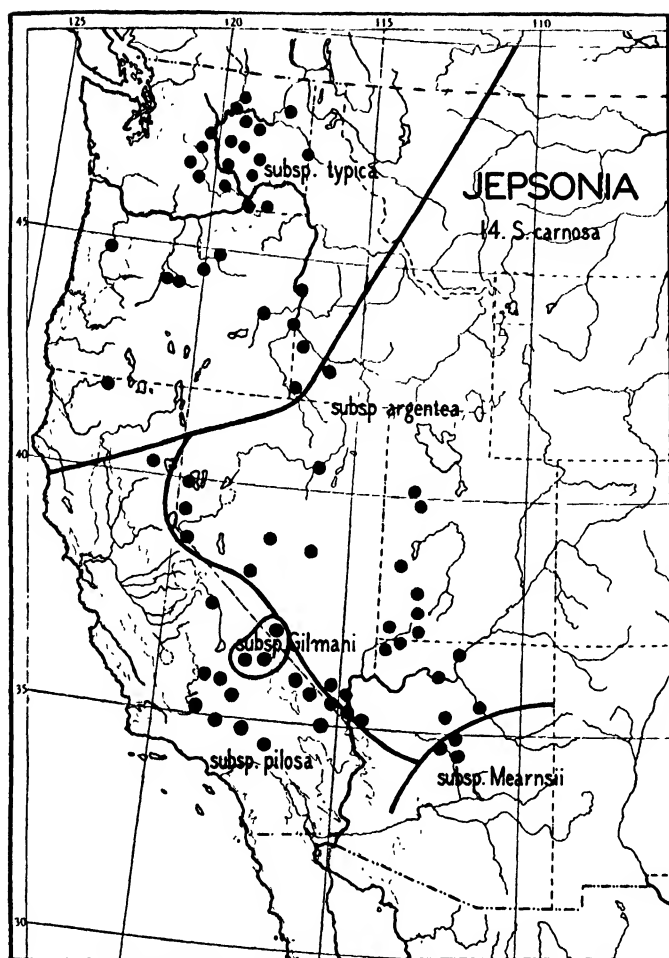 125 120 115 110
subsp. typica
JEPSONIA
14. S. carnosa
45
subsp argentea
40
subsp. Gilmani
35
subsp. pilosa
subsp. Mearnsii
30